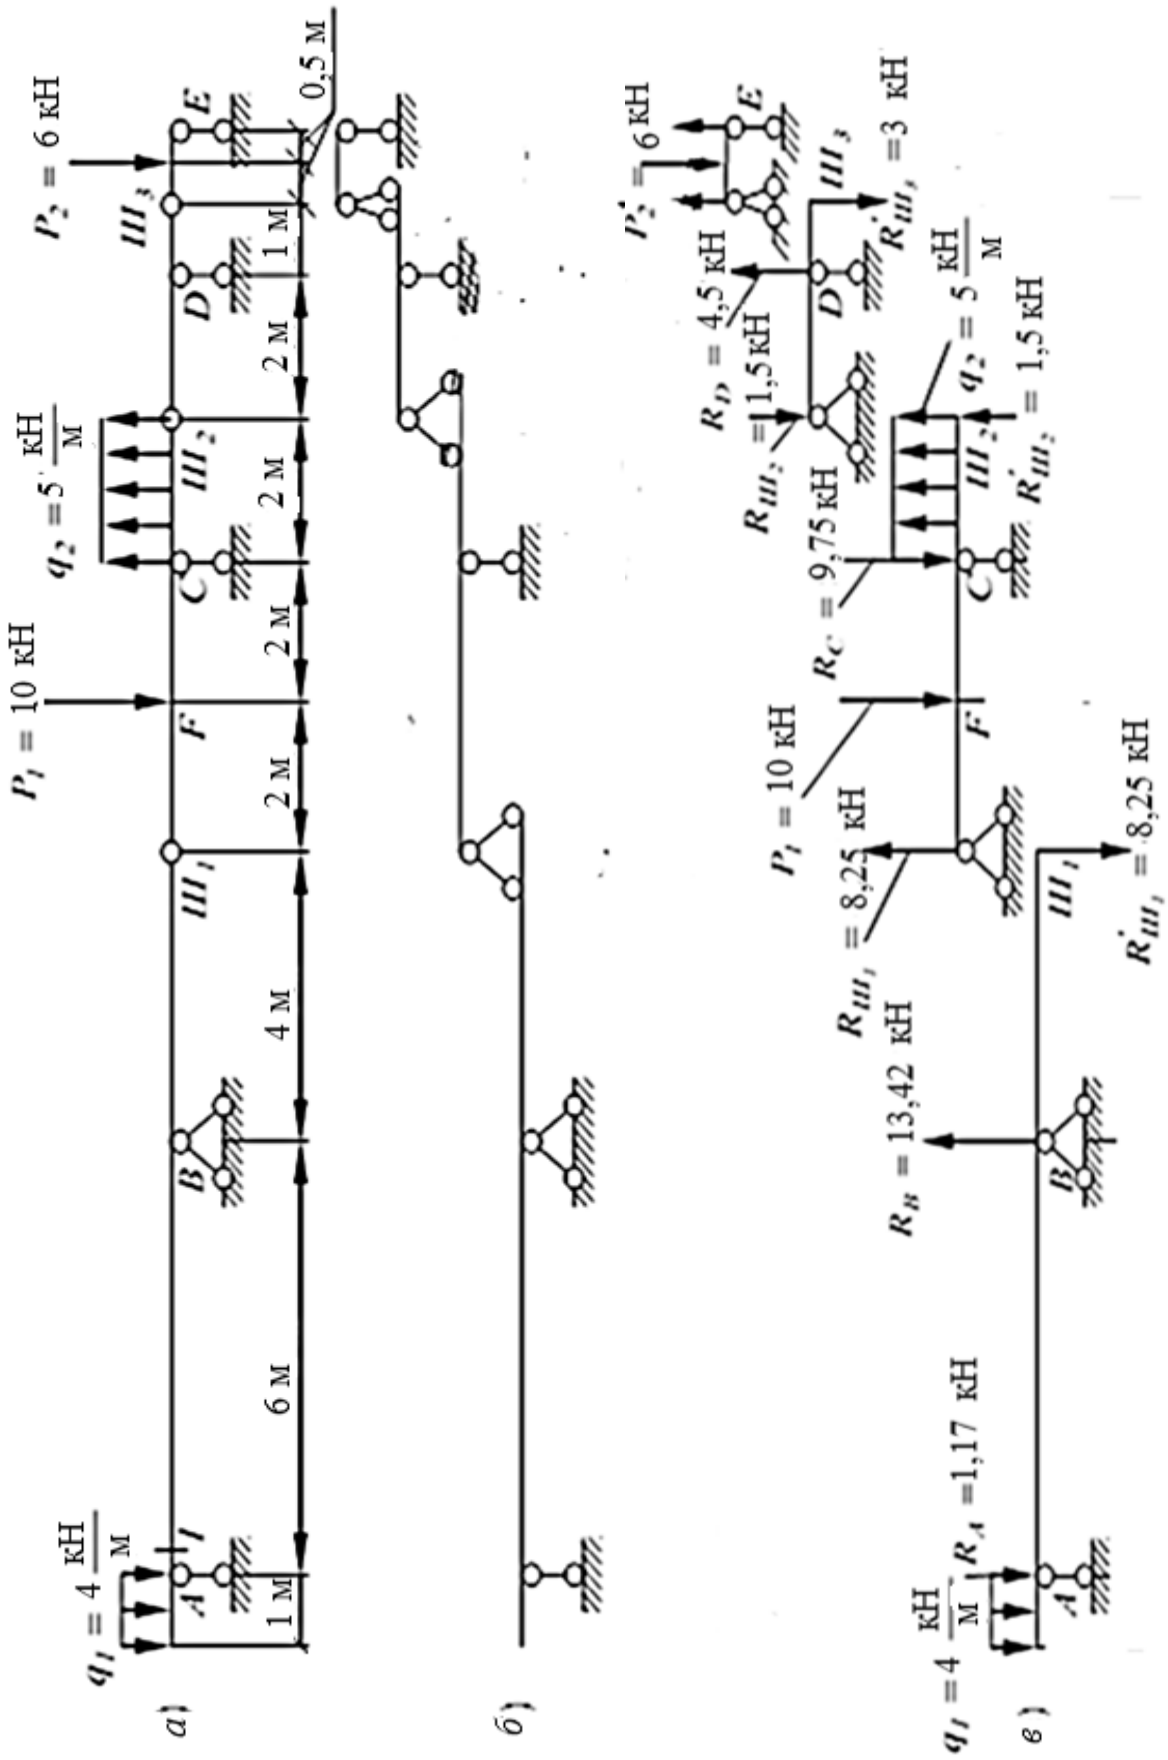 а)
q₁ = 4 кН/м
P₁ = 10 кН
q₂ = 5 кН/м
P₂ = 6 кН
A
I
B
Ш₁
F
C
Ш₂
D
Ш₃
E
1 м
6 м
4 м
2 м
2 м
2 м
2 м
1 м
0,5 м
б)
P₂ = 6 кН
E
Ш₃
R'Ш₃ = 3 кН
R_D = 4,5 кН
D
RШ₂ = 1,5 кН
q₂ = 5 кН/м
R_C = 9,75 кН
C
Ш₂
R'Ш₂ = 1,5 кН
P₁ = 10 кН
F
RШ₁ = 8,25 кН
Ш₁
R'Ш₁ = 8,25 кН
R_B = 13,42 кН
B
R_A = 1,17 кН
q₁ = 4 кН/м
A
в)